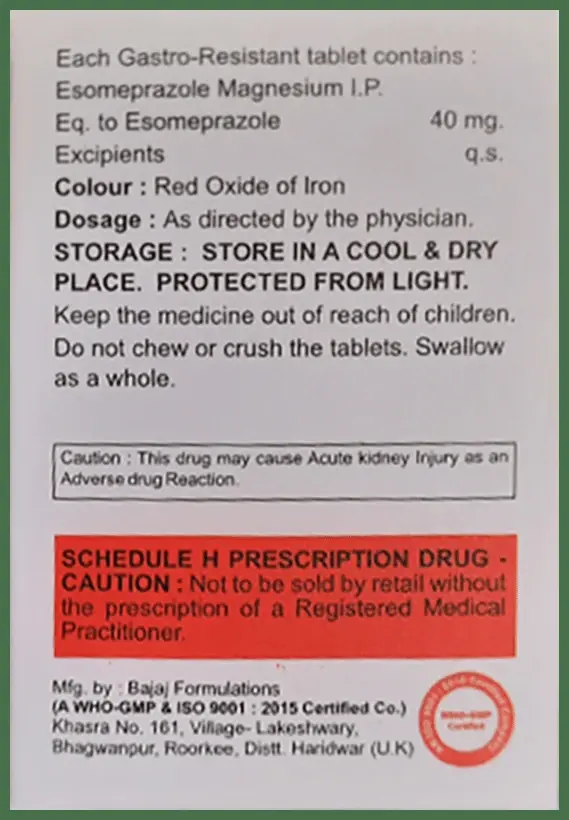 Each Gastro-Resistant tablet contains :
Esomeprazole Magnesium I.P.
Eq. to Esomeprazole 40 mg.
Excipients q.s.
Colour : Red Oxide of Iron
Dosage : As directed by the physician.
STORAGE : STORE IN A COOL & DRY
PLACE. PROTECTED FROM LIGHT.
Keep the medicine out of reach of children.
Do not chew or crush the tablets. Swallow
as a whole.
Caution : This drug may cause Acute kidney Injury as an
Adverse drug Reaction.
SCHEDULE H PRESCRIPTION DRUG -
CAUTION : Not to be sold by retail without
the prescription of a Registered Medical
Practitioner.
Mfg. by : Bajaj Formulations
(A WHO-GMP & ISO 9001 : 2015 Certified Co.)
Khasra No. 161, Village- Lakeshwary,
Bhagwanpur, Roorkee, Distt. Haridwar (U.K)
WHO-GMP
Certified